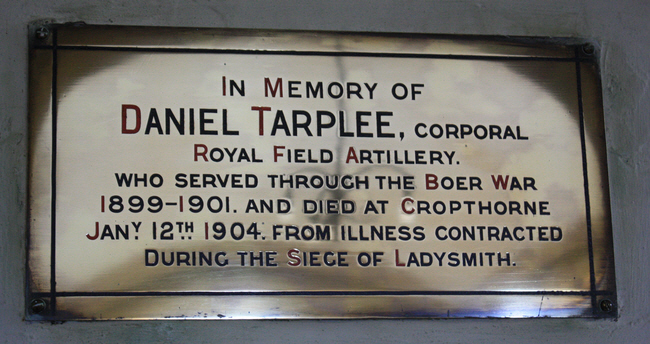 IN MEMORY OF
DANIEL TARPLEE, CORPORAL
ROYAL FIELD ARTILLERY.
WHO SERVED THROUGH THE BOER WAR
1899-1901. AND DIED AT CROPTHORNE
JANY. 12TH. 1904. FROM ILLNESS CONTRACTED
DURING THE SIEGE OF LADYSMITH.